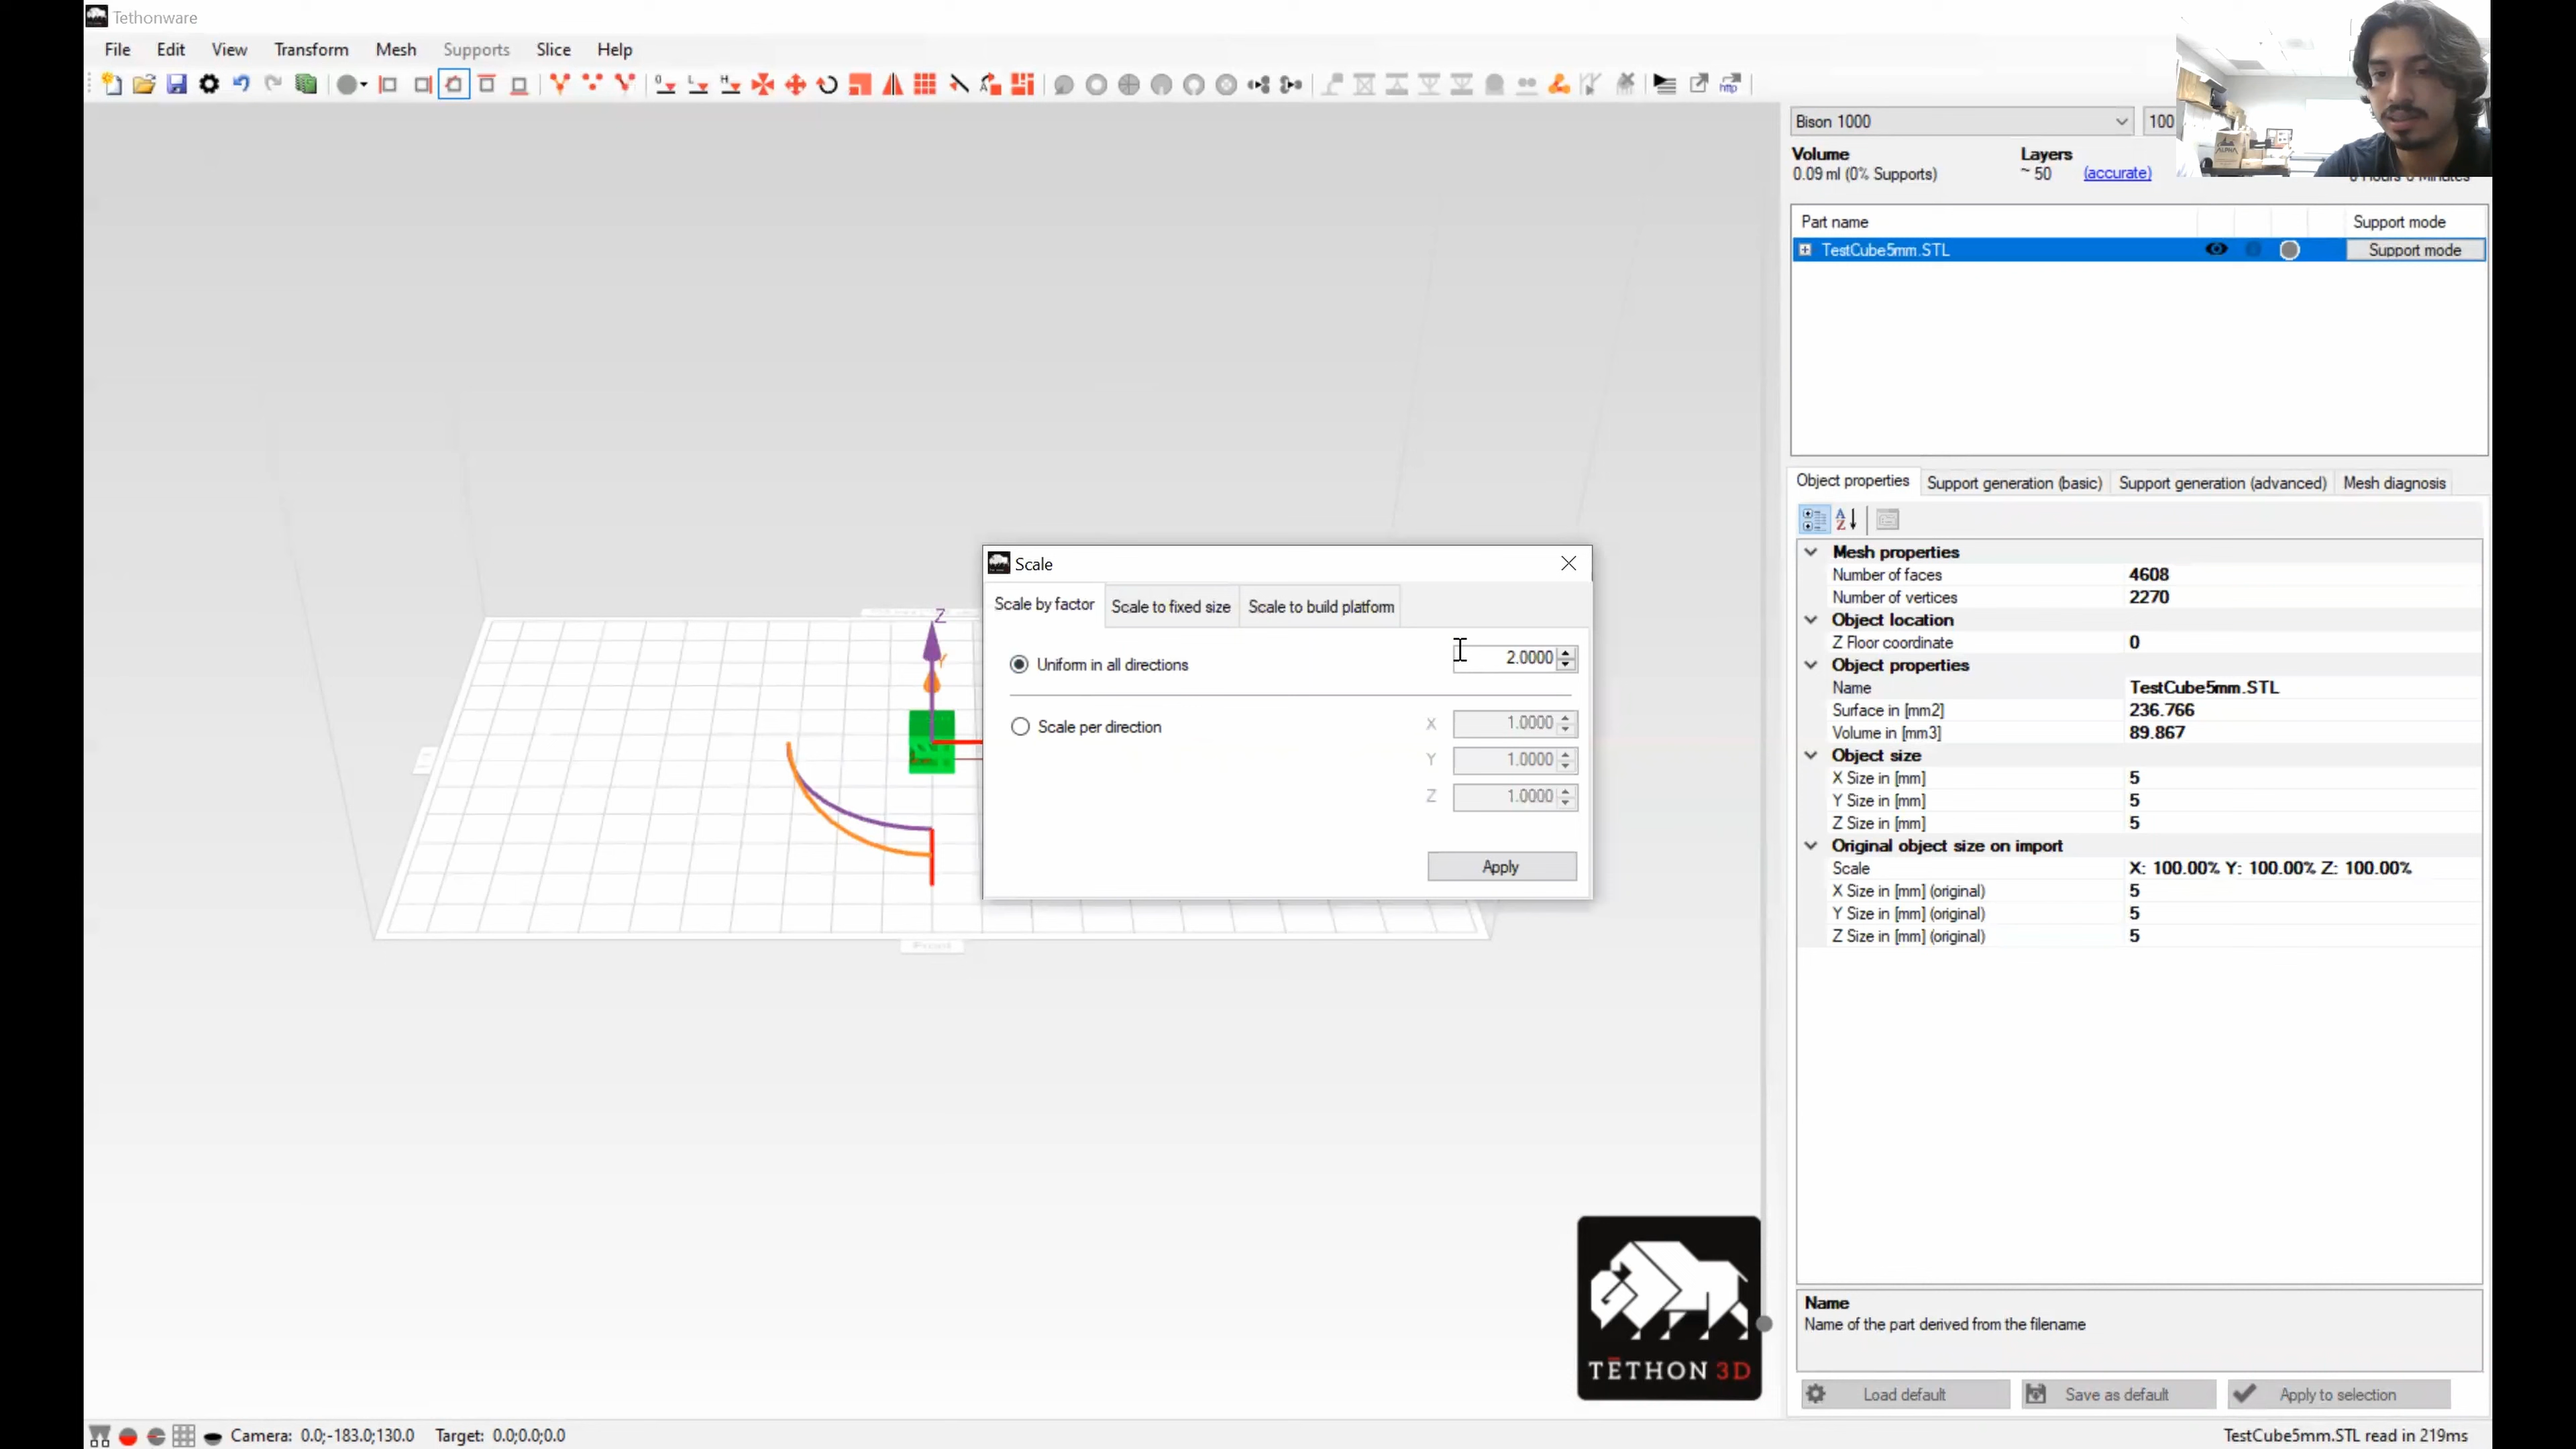 Tethonware
File Edit View Transform Mesh Supports Slice Help
Bison 1000
100
Volume
0.09 ml (0% Supports)
Layers
~ 50 (accurate)
Part name Support mode
TestCube5mm.STL Support mode
Object properties Support generation (basic) Support generation (advanced) Mesh diagnosis
Mesh properties
Number of faces 4608
Number of vertices 2270
Object location
Z Floor coordinate 0
Object properties
Name TestCube5mm.STL
Surface in [mm2] 236.766
Volume in [mm3] 89.867
Object size
X Size in [mm] 5
Y Size in [mm] 5
Z Size in [mm] 5
Original object size on import
Scale X: 100.00% Y: 100.00% Z: 100.00%
X Size in [mm] (original) 5
Y Size in [mm] (original) 5
Z Size in [mm] (original) 5
Name
Name of the part derived from the filename
Load default Save as default Apply to selection
Z
Y
Scale
Scale by factor Scale to fixed size Scale to build platform
Uniform in all directions 2.0000
Scale per direction X 1.0000
Y 1.0000
Z 1.0000
Apply
TĒTHON 3D
Camera: 0.0;-183.0;130.0 Target: 0.0;0.0;0.0
TestCube5mm.STL read in 219ms